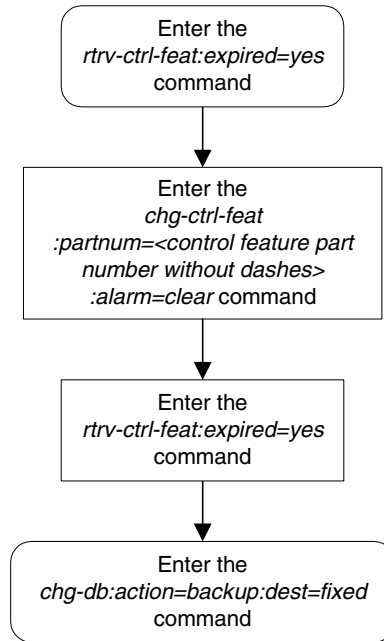 Enter the
rtrv-ctrl-feat:expired=yes
command
Enter the
chg-ctrl-feat
:partnum=<control feature part
number without dashes>
:alarm=clear command
Enter the
rtrv-ctrl-feat:expired=yes
command
Enter the
chg-db:action=backup:dest=fixed
command